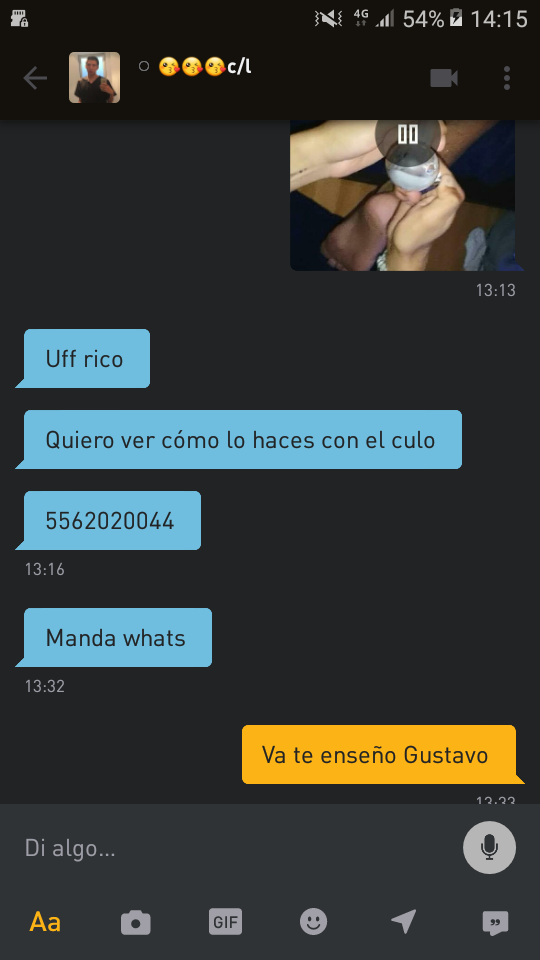 4G 54% 14:15
😘😘😘c/l
13:13
Uff rico
Quiero ver cómo lo haces con el culo
5562020044
13:16
Manda whats
13:32
Va te enseño Gustavo
13:33
Di algo...
Aa
GIF